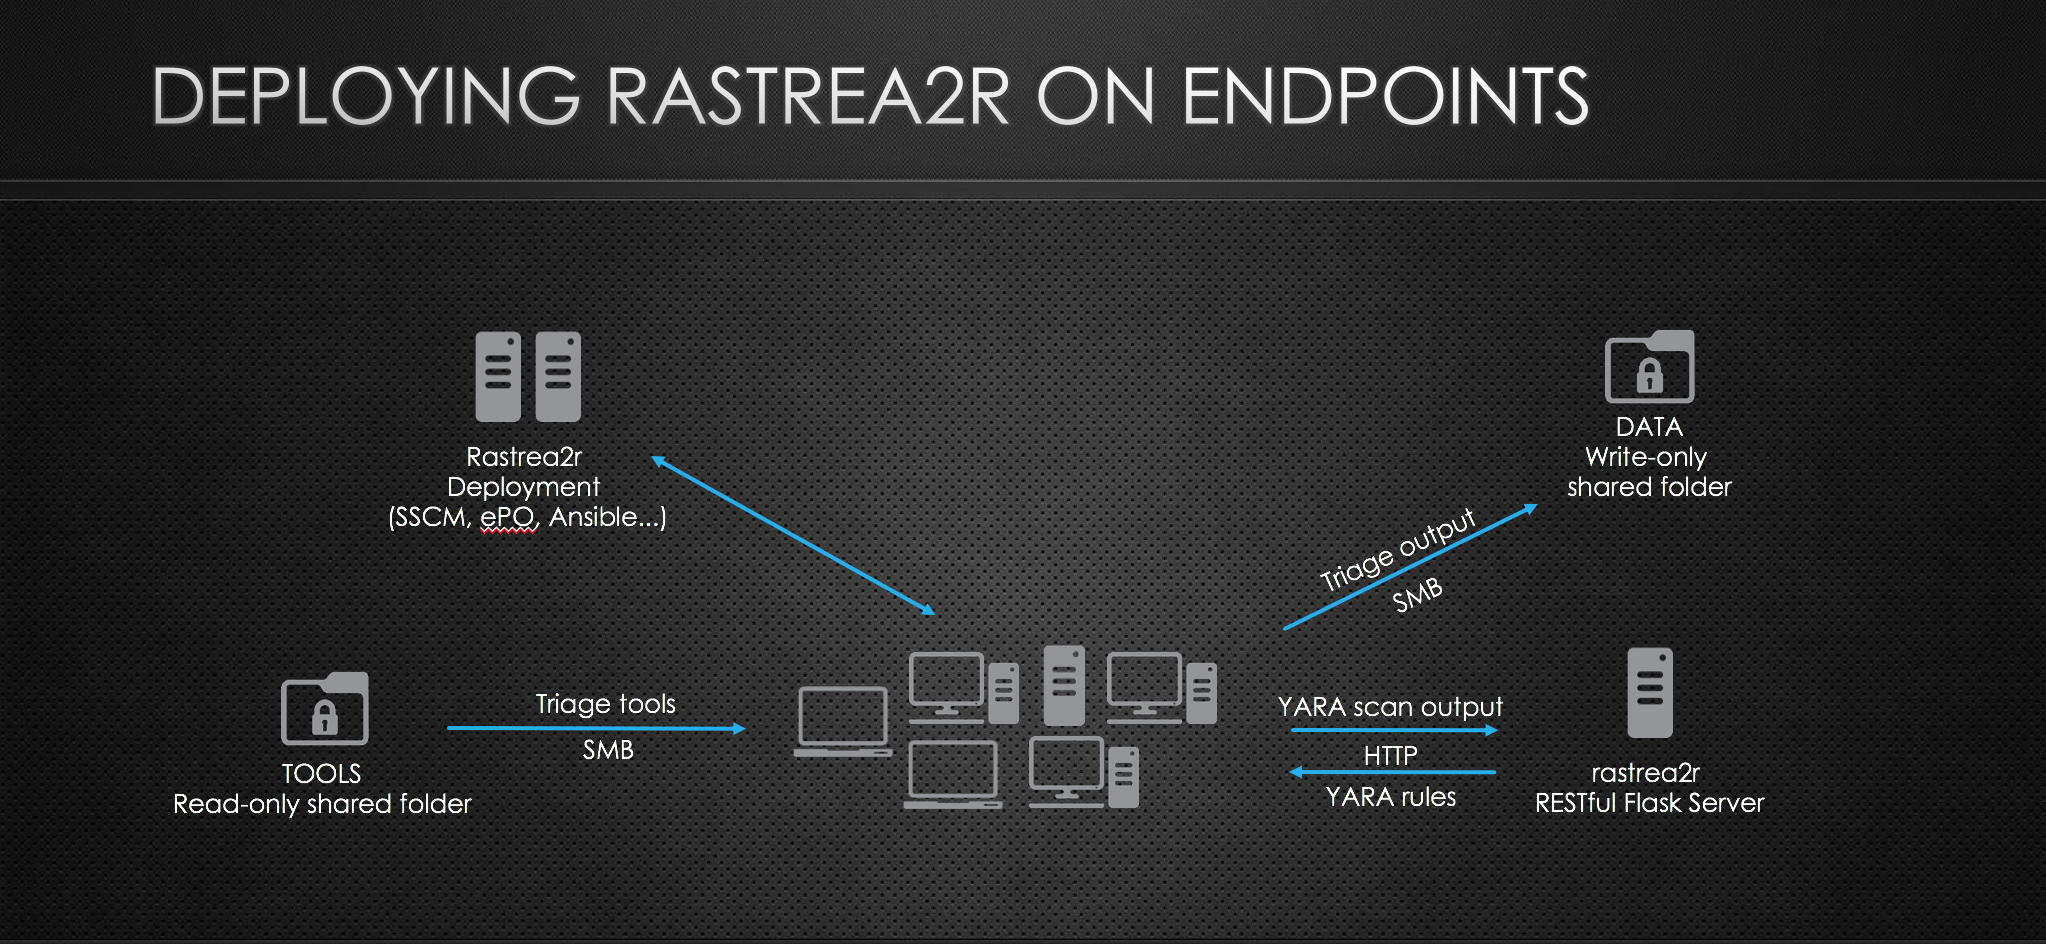 DEPLOYING RASTREA2R ON ENDPOINTS
Rastrea2r
Deployment
(SSCM, ePO, Ansible...)
DATA
Write-only
shared folder
Triage output
SMB
TOOLS
Read-only shared folder
Triage tools
SMB
YARA scan output
HTTP
YARA rules
rastrea2r
RESTful Flask Server